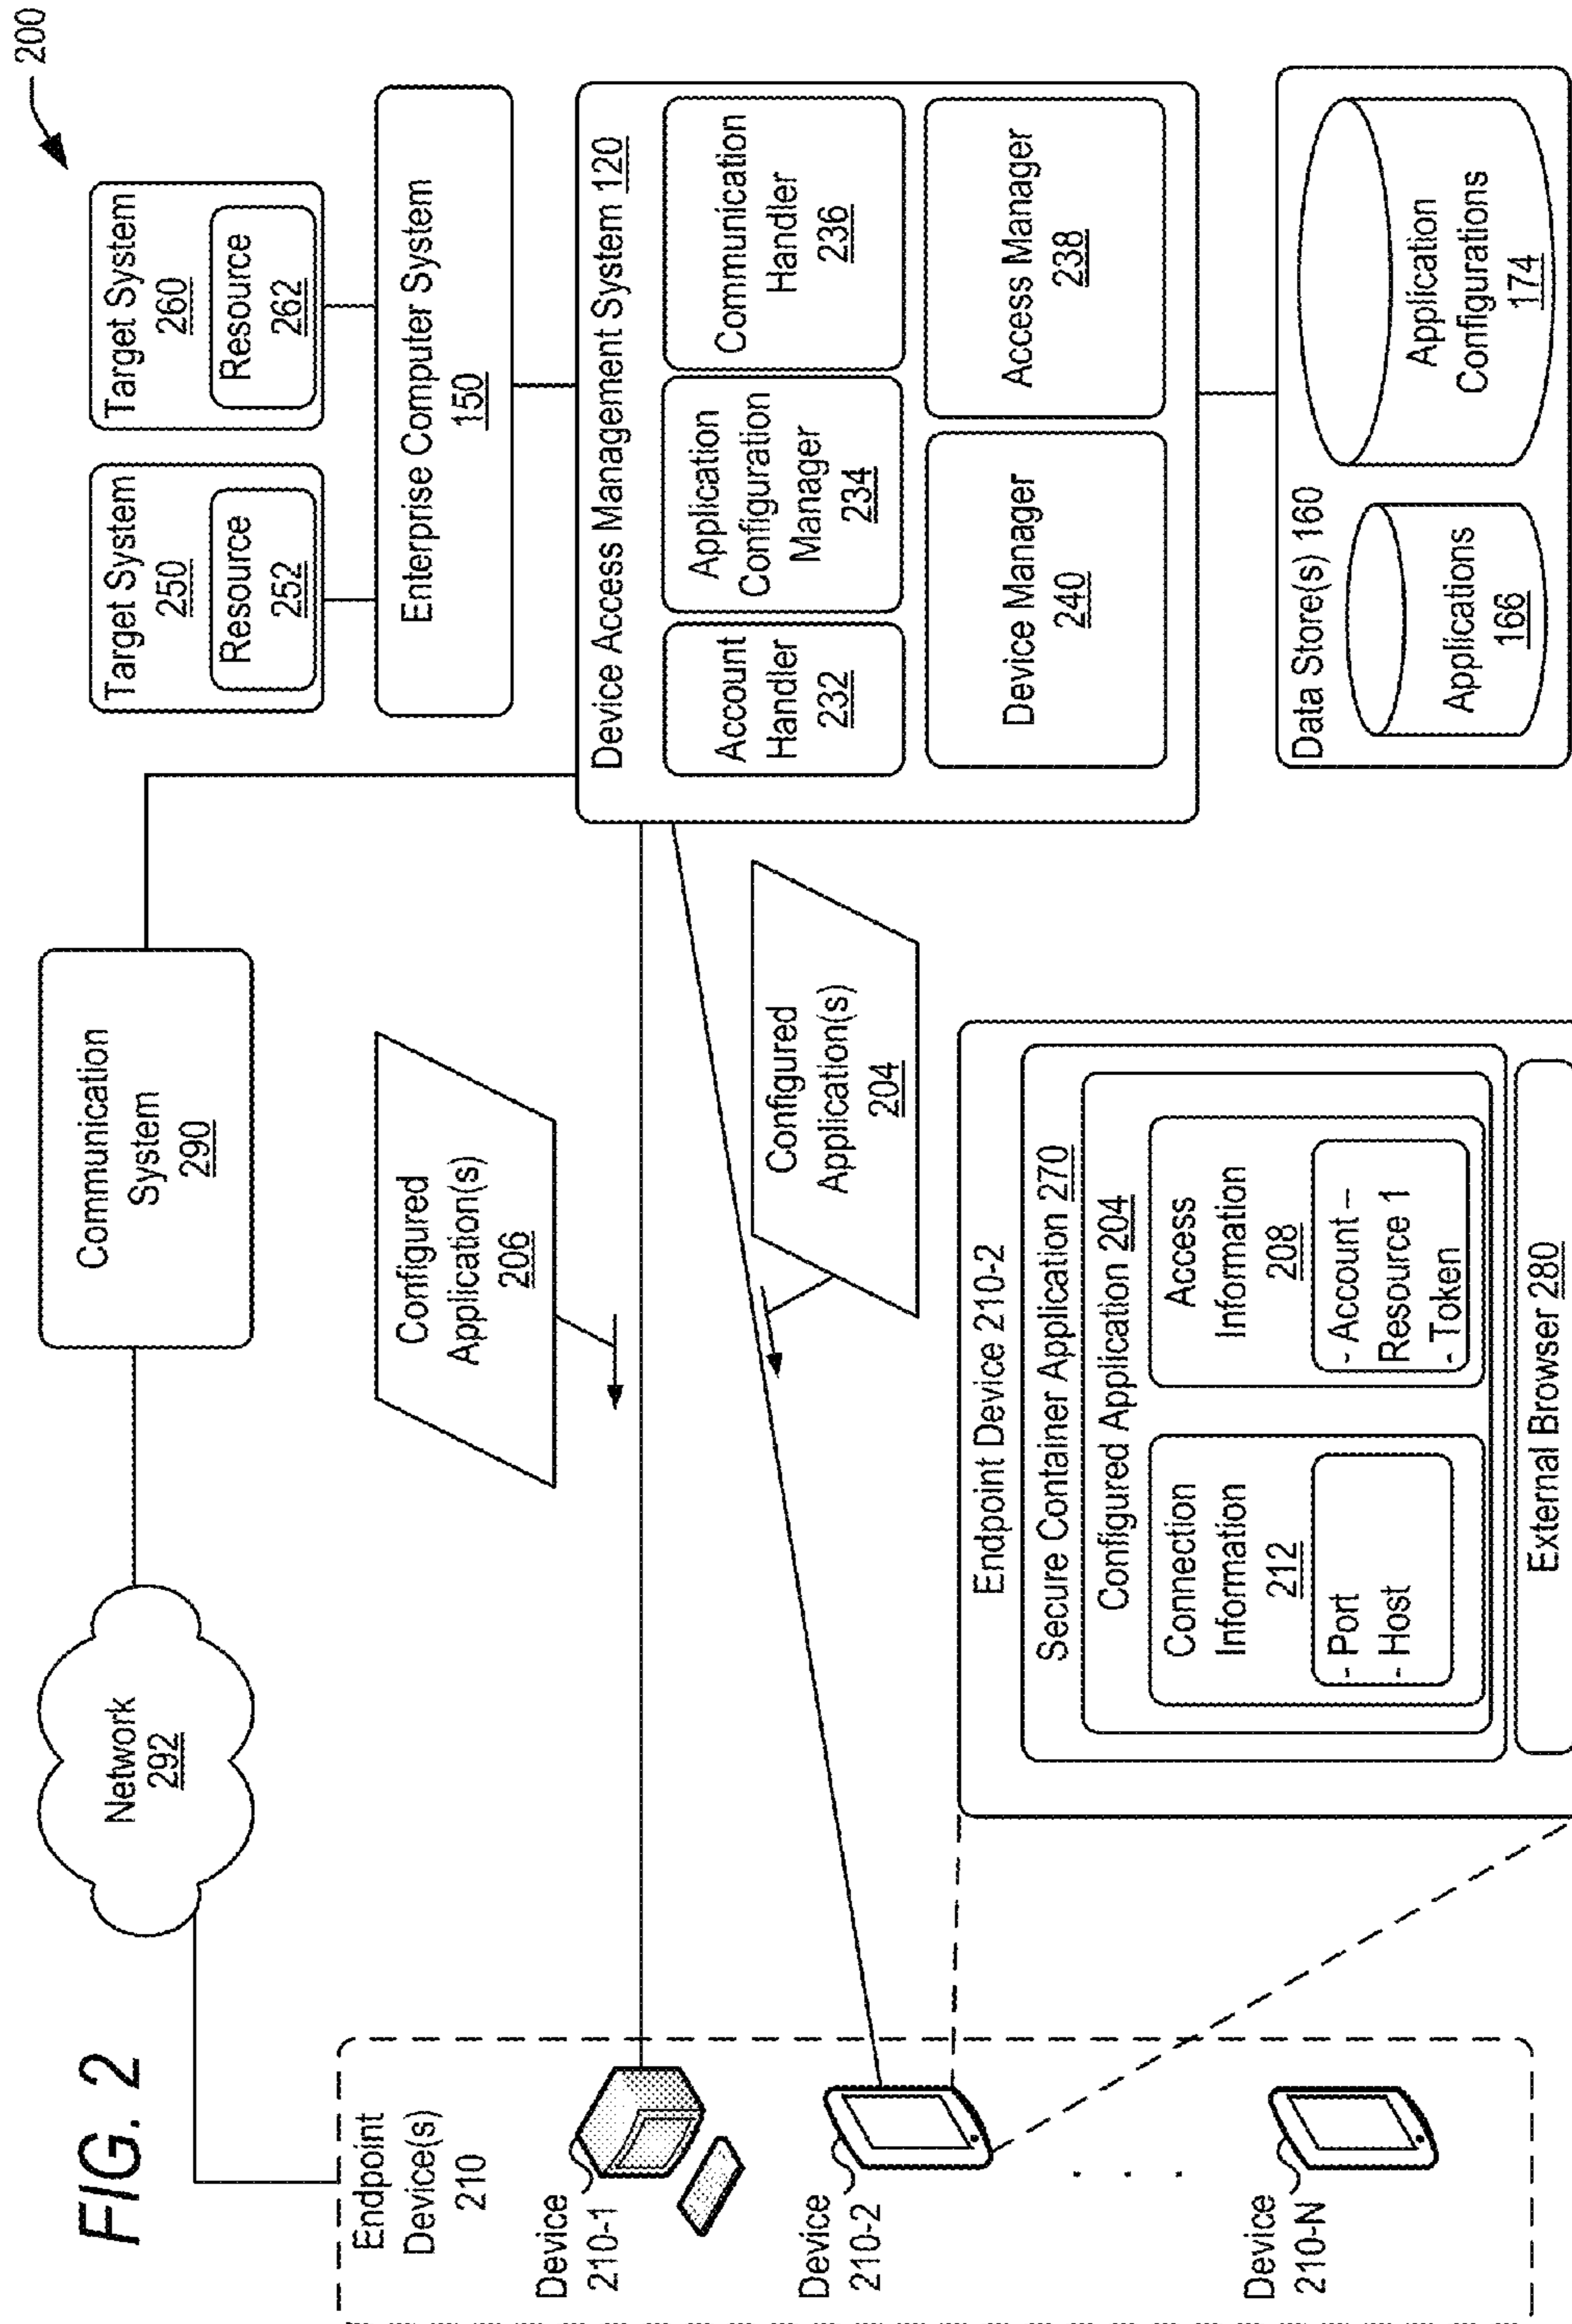 FIG. 2
200
Endpoint
Device(s)
210
Device
210-1
Device
210-2
. . .
Device
210-N
Network
292
Communication
System
290
Configured
Application(s)
206
Configured
Application(s)
204
Target System
250
Resource
252
Target System
260
Resource
262
Enterprise Computer System
150
Device Access Management System 120
Account
Handler
232
Application
Configuration
Manager
234
Communication
Handler
236
Device Manager
240
Access Manager
238
Data Store(s) 160
Applications
166
Application
Configurations
174
Endpoint Device 210-2
Secure Container Application 270
Configured Application 204
Connection
Information
212
- Port
- Host
Access
Information
208
- Account –
Resource 1
- Token
External Browser 280